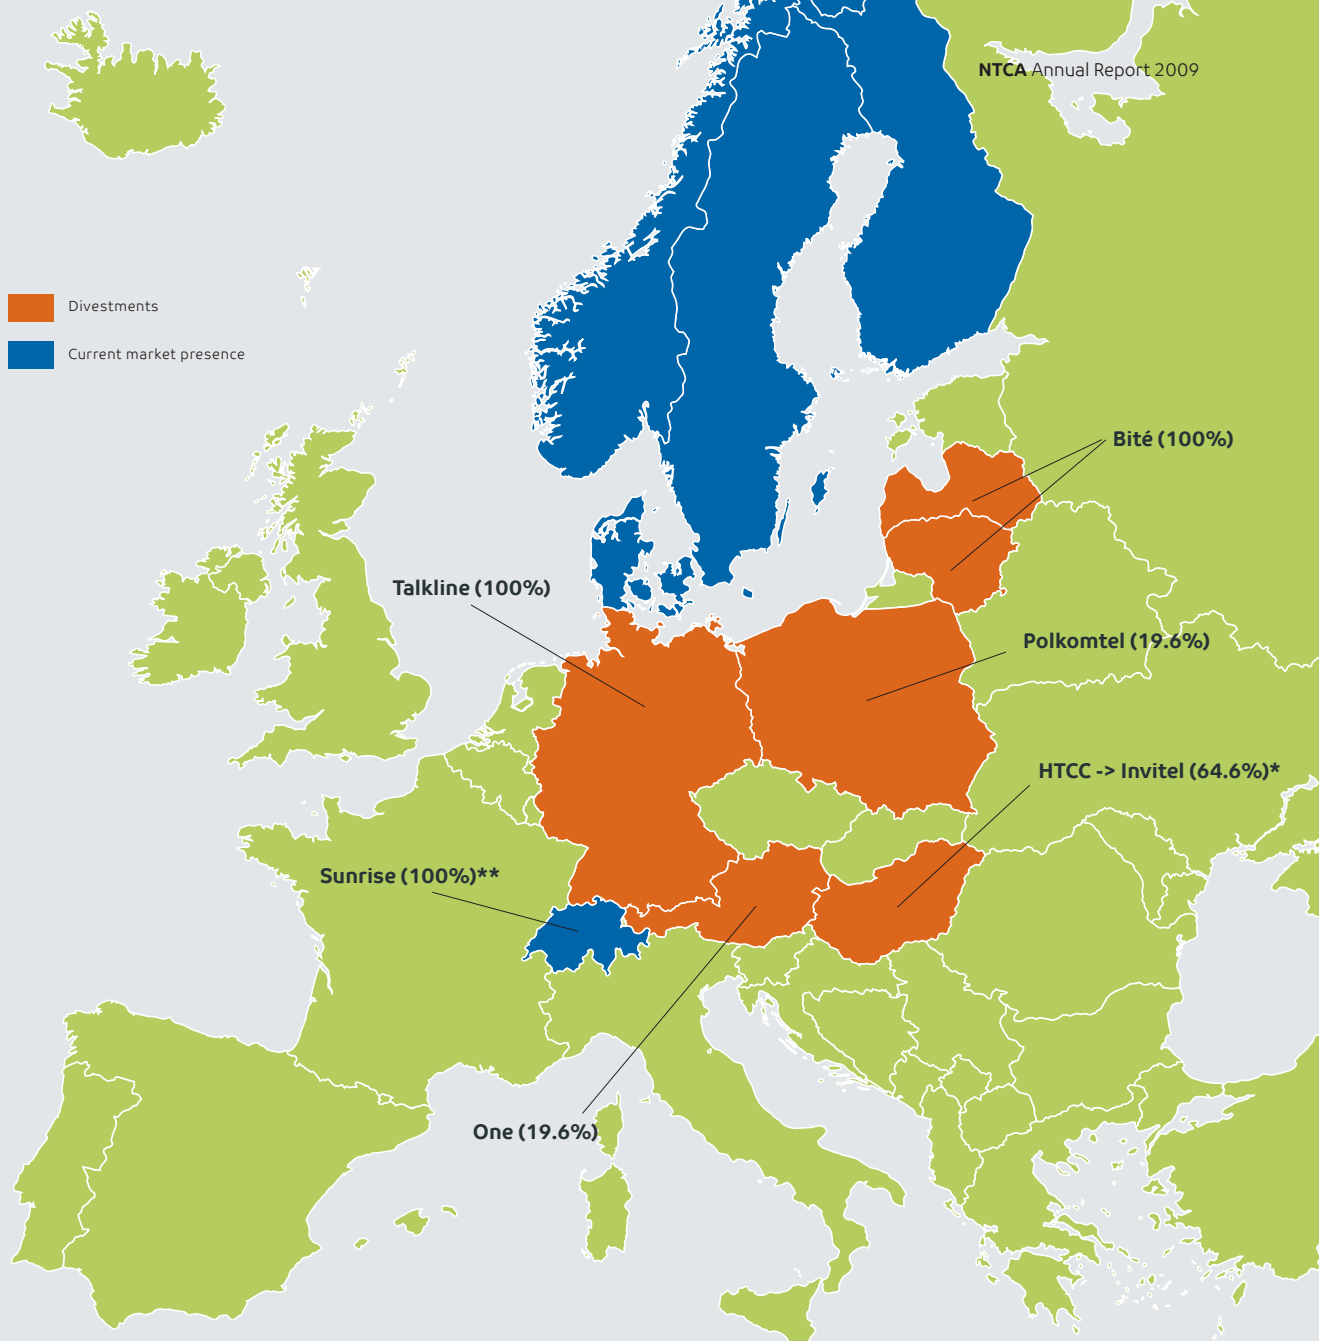 NTCA Annual Report 2009
Divestments
Current market presence
Bité (100%)
Talkline (100%)
Polkomtel (19.6%)
HTCC -> Invitel (64.6%)*
Sunrise (100%)**
One (19.6%)